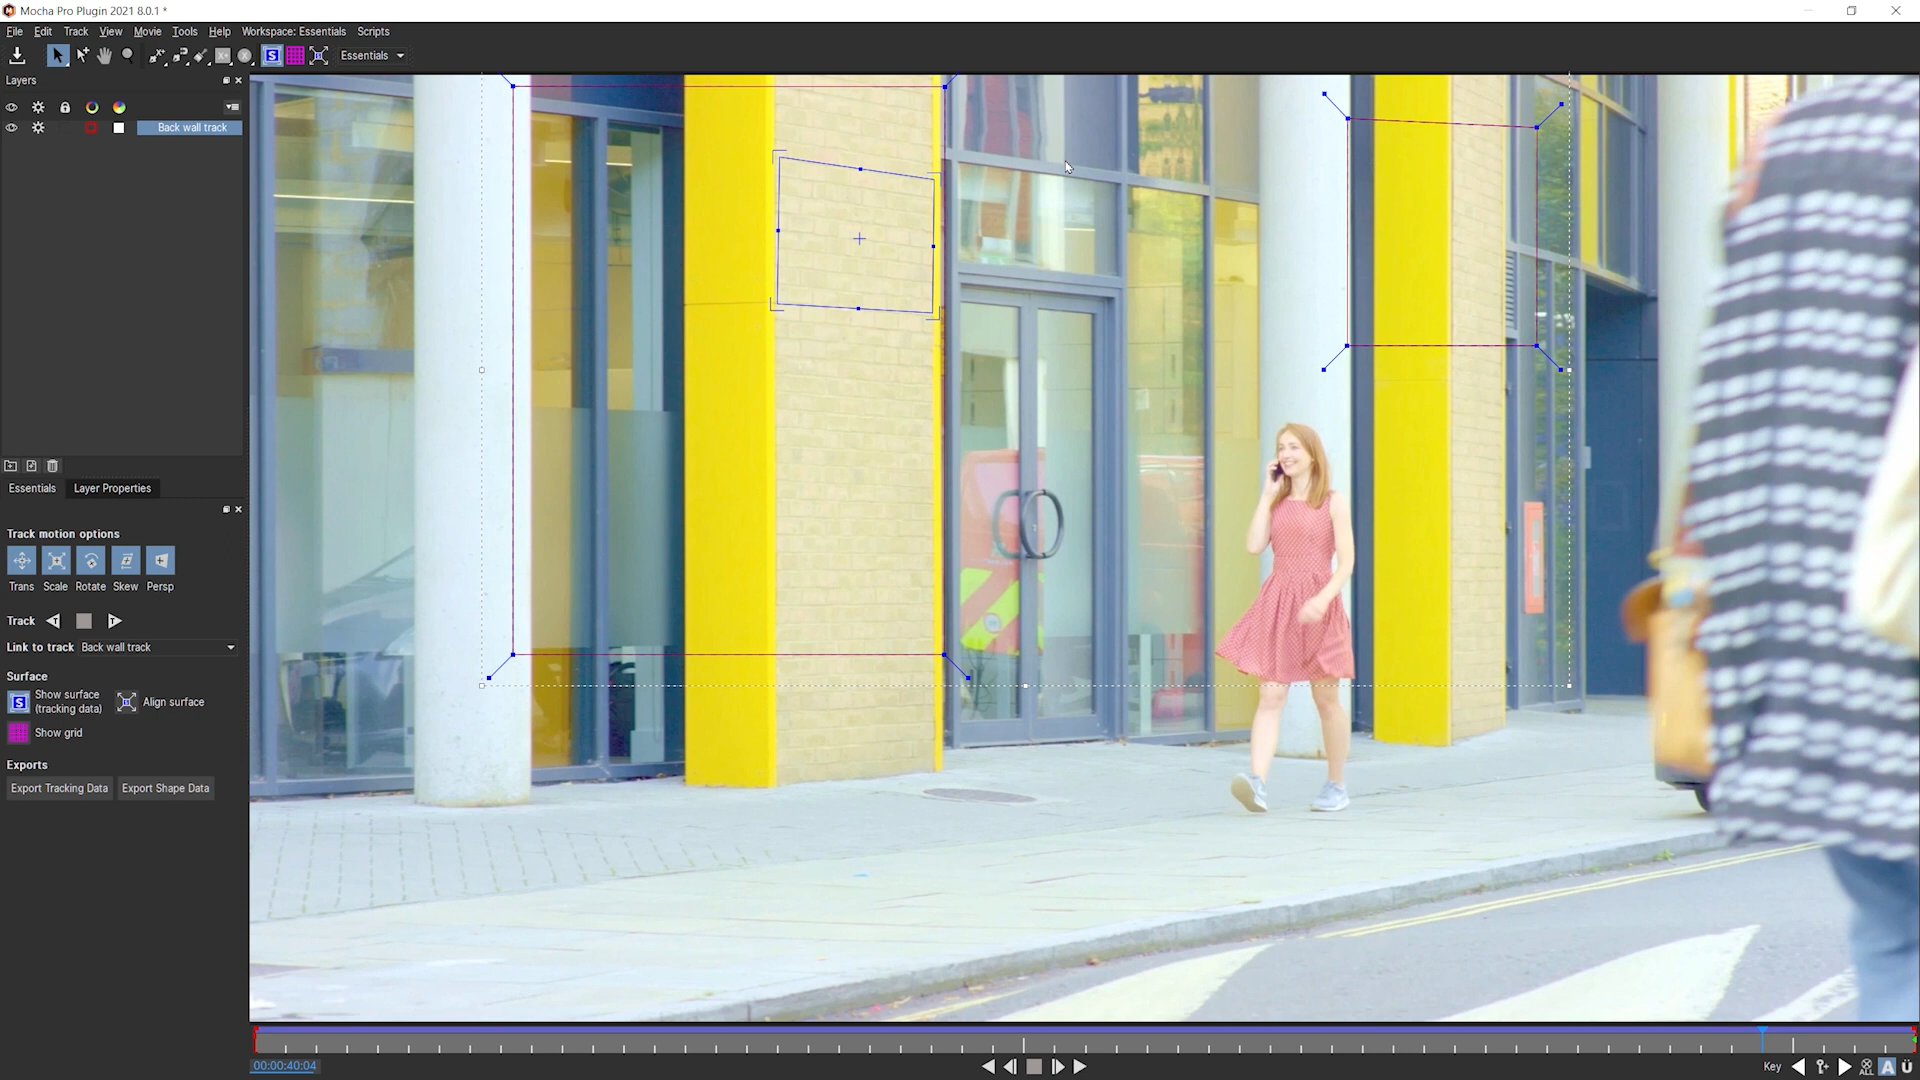 Mocha Pro Plugin 2021 8.0.1 *
File Edit Track View Movie Tools Help Workspace: Essentials Scripts
Essentials
Layers
Back wall track
Essentials Layer Properties
Track motion options
Trans Scale Rotate Skew Persp
Track
Link to track Back wall track
Surface
Show surface
(tracking data)
Align surface
Show grid
Exports
Export Tracking Data Export Shape Data
00:00:40:04
Key
ALL
A
Ü